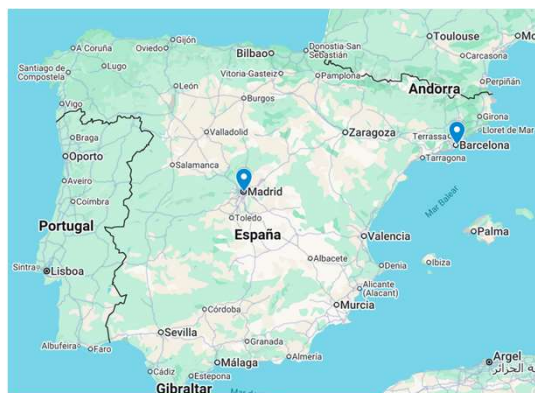 A Coruña
Oviedo
Gijón
Bilbao
Donostia-San
Sebastián
Toulouse
Mo
Carcasona
Santiago de
Compostela
Lugo
Vitoria-Gasteiz
Pamplona
Andorra
Perpiñán
León
Burgos
Vigo
Girona
Braga
Valladolid
Zaragoza
Terrassa
Lloret de Mar
Barcelona
Oporto
Salamanca
Tarragona
Aveiro
Madrid
Mar Balear
Coimbra
Toledo
Portugal
España
Valencia
Palma
Sintra
Lisboa
Albacete
Denia
Ibiza
Alicante
(Alacant)
Murcia
Córdoba
Albufeira
Faro
Sevilla
Granada
Argel
Málaga
Almería
Cádiz
Estepona
Gibraltar